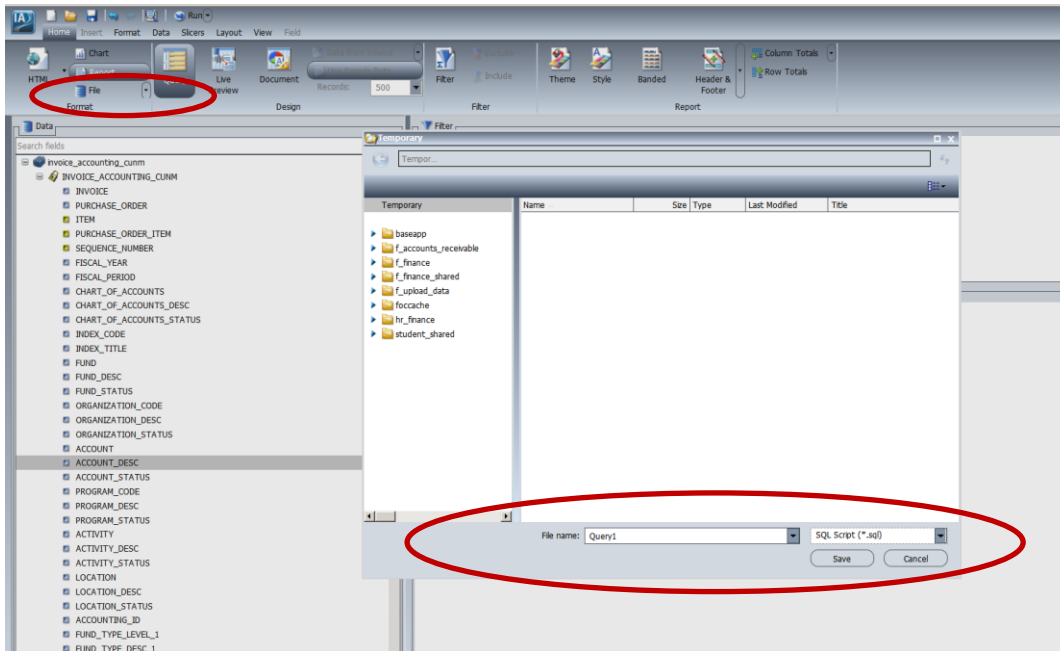 IA
Run
Home Insert Format Data Slicers Layout View Field
Chart
Report
File
HTML
Format
Live
Preview
Document
Records: 500
Design
Filter
Exclude
Include
Filter
Theme
Style
Banded
Header &
Footer
Column Totals
Row Totals
Report
Data
Search fields
invoice_accounting_cunm
INVOICE_ACCOUNTING_CUNM
INVOICE
PURCHASE_ORDER
ITEM
PURCHASE_ORDER_ITEM
SEQUENCE_NUMBER
FISCAL_YEAR
FISCAL_PERIOD
CHART_OF_ACCOUNTS
CHART_OF_ACCOUNTS_DESC
CHART_OF_ACCOUNTS_STATUS
INDEX_CODE
INDEX_TITLE
FUND
FUND_DESC
FUND_STATUS
ORGANIZATION_CODE
ORGANIZATION_DESC
ORGANIZATION_STATUS
ACCOUNT
ACCOUNT_DESC
ACCOUNT_STATUS
PROGRAM_CODE
PROGRAM_DESC
PROGRAM_STATUS
ACTIVITY
ACTIVITY_DESC
ACTIVITY_STATUS
LOCATION
LOCATION_DESC
LOCATION_STATUS
ACCOUNTING_ID
FUND_TYPE_LEVEL_1
FUND_TYPE_DESC_1
Filter
Temporary
Tempor...
Temporary
Name Size Type Last Modified Title
baseapp
f_accounts_receivable
f_finance
f_finance_shared
f_upload_data
foccache
hr_finance
student_shared
File name: Query1
SQL Script (*.sql)
Save Cancel